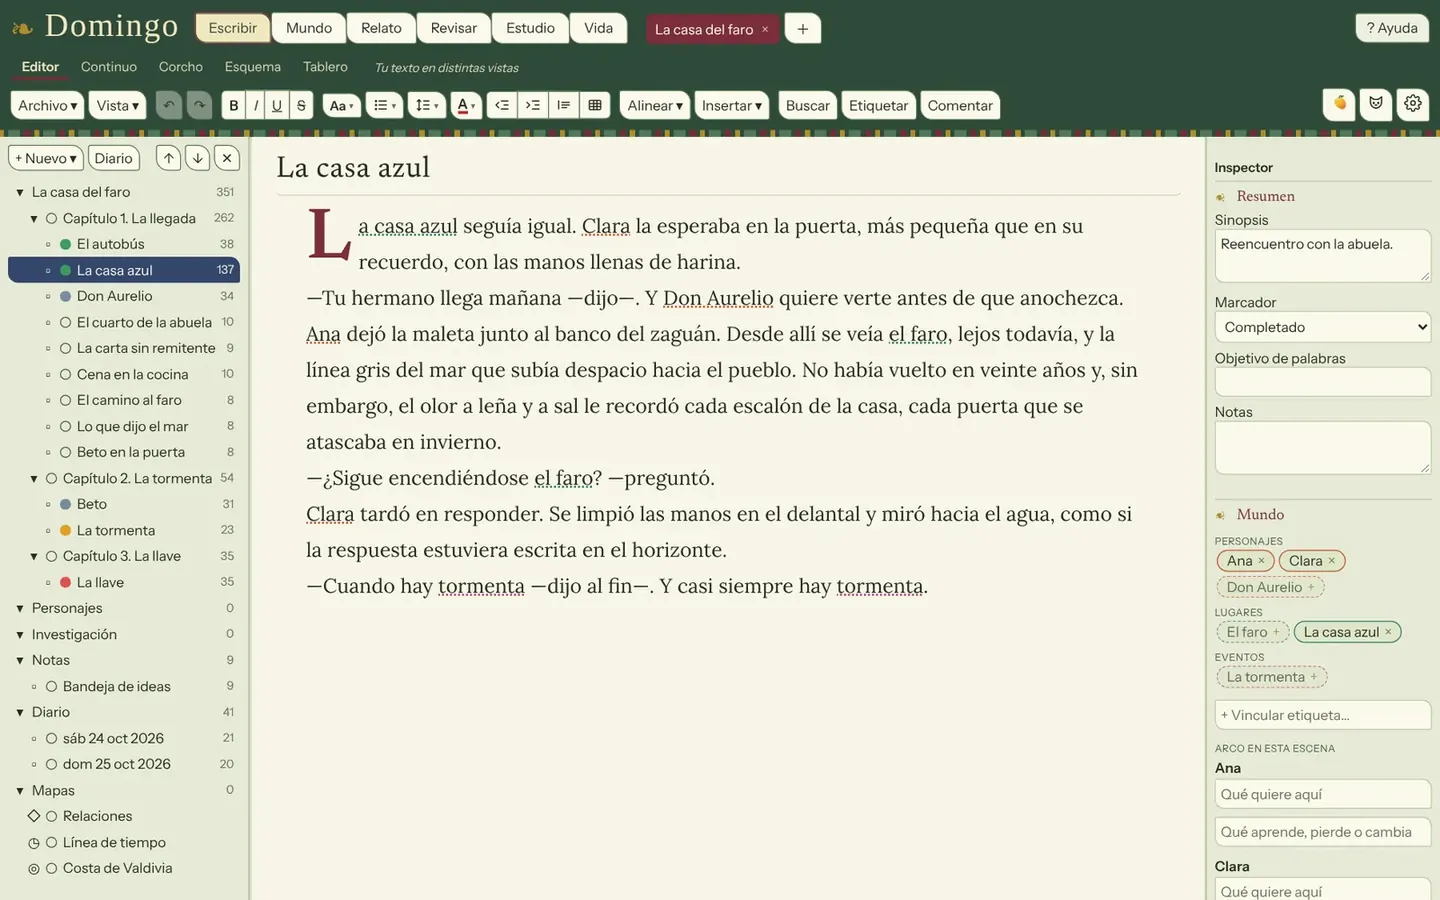 Domingo
Escribir Mundo Relato Revisar Estudio Vida
La casa del faro × +
? Ayuda
Editor Continuo Corcho Esquema Tablero Tu texto en distintas vistas
Archivo ▾ Vista ▾ ↶ ↷ B I U S Aa ▾ A ▾ Alinear ▾ Insertar ▾ Buscar Etiquetar Comentar
+ Nuevo ▾ Diario ↑ ↓ ×
▼ La casa del faro 351
▼ Capítulo 1. La llegada 262
El autobús 38
La casa azul 137
Don Aurelio 34
El cuarto de la abuela 10
La carta sin remitente 9
Cena en la cocina 10
El camino al faro 8
Lo que dijo el mar 8
Beto en la puerta 8
▼ Capítulo 2. La tormenta 54
Beto 31
La tormenta 23
▼ Capítulo 3. La llave 35
La llave 35
▼ Personajes 0
▼ Investigación 0
▼ Notas 9
Bandeja de ideas 9
▼ Diario 41
sáb 24 oct 2026 21
dom 25 oct 2026 20
▼ Mapas 0
Relaciones
Línea de tiempo
Costa de Valdivia
La casa azul
La casa azul seguía igual. Clara la esperaba en la puerta, más pequeña que en su
recuerdo, con las manos llenas de harina.
—Tu hermano llega mañana —dijo—. Y Don Aurelio quiere verte antes de que anochezca.
Ana dejó la maleta junto al banco del zaguán. Desde allí se veía el faro, lejos todavía, y la
línea gris del mar que subía despacio hacia el pueblo. No había vuelto en veinte años y, sin
embargo, el olor a leña y a sal le recordó cada escalón de la casa, cada puerta que se
atascaba en invierno.
—¿Sigue encendiéndose el faro? —preguntó.
Clara tardó en responder. Se limpió las manos en el delantal y miró hacia el agua, como si
la respuesta estuviera escrita en el horizonte.
—Cuando hay tormenta —dijo al fin—. Y casi siempre hay tormenta.
Inspector
Resumen
Sinopsis
Reencuentro con la abuela.
Marcador
Completado
Objetivo de palabras
Notas
Mundo
PERSONAJES
Ana × Clara ×
Don Aurelio +
LUGARES
El faro + La casa azul ×
EVENTOS
La tormenta +
+ Vincular etiqueta...
ARCO EN ESTA ESCENA
Ana
Qué quiere aquí
Qué aprende, pierde o cambia
Clara
Qué quiere aquí